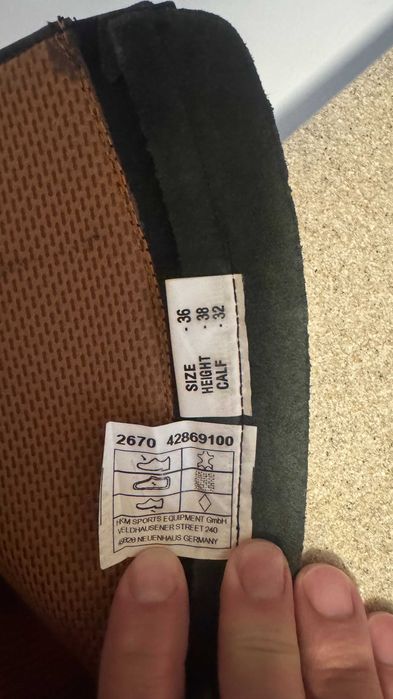 SIZE - 36
HEIGHT - 38
CALF - 32
2670 42869100
HKM SPORTS EQUIPMENT GmbH
VELDHAUSENER STREET 240
49828 NEUENHAUS GERMANY